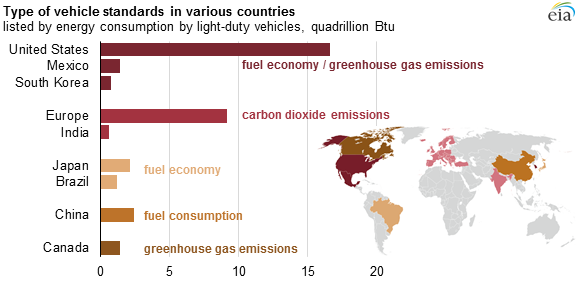 Type of vehicle standards in various countries
listed by energy consumption by light-duty vehicles, quadrillion Btu
eia
United States
Mexico
fuel economy / greenhouse gas emissions
South Korea
Europe
carbon dioxide emissions
India
Japan
fuel economy
Brazil
China
fuel consumption
Canada
greenhouse gas emissions
0
5
10
15
20